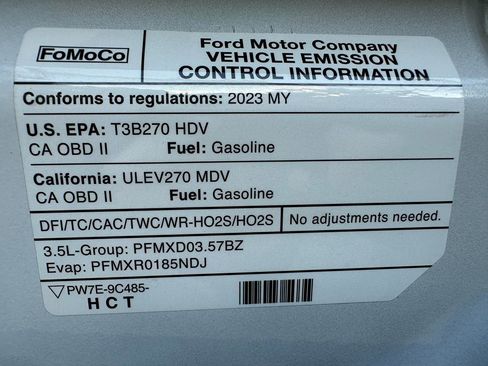 FoMoCo
Ford Motor Company
VEHICLE EMISSION
CONTROL INFORMATION
Conforms to regulations: 2023 MY
U.S. EPA: T3B270 HDV
CA OBD II Fuel: Gasoline
California: ULEV270 MDV
CA OBD II Fuel: Gasoline
DFI/TC/CAC/TWC/WR-HO2S/HO2S No adjustments needed.
3.5L-Group: PFMXD03.57BZ
Evap: PFMXR0185NDJ
PW7E-9C485-
HCT